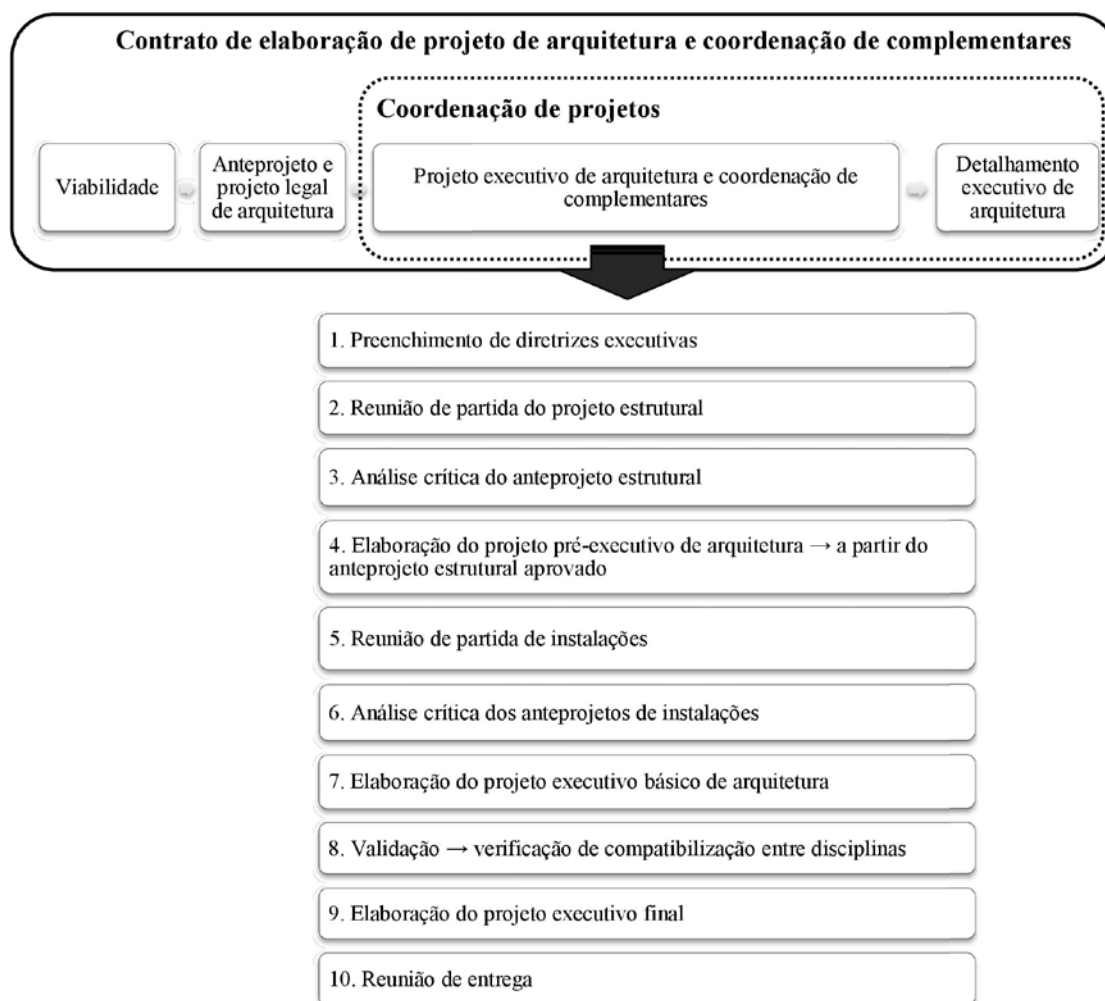 Contrato de elaboração de projeto de arquitetura e coordenação de complementares
Coordenação de projetos
Viabilidade
Anteprojeto e
projeto legal
de arquitetura
Projeto executivo de arquitetura e coordenação de
complementares
Detalhamento
executivo de
arquitetura
1. Preenchimento de diretrizes executivas
2. Reunião de partida do projeto estrutural
3. Análise crítica do anteprojeto estrutural
4. Elaboração do projeto pré-executivo de arquitetura → a partir do
anteprojeto estrutural aprovado
5. Reunião de partida de instalações
6. Análise crítica dos anteprojetos de instalações
7. Elaboração do projeto executivo básico de arquitetura
8. Validação → verificação de compatibilização entre disciplinas
9. Elaboração do projeto executivo final
10. Reunião de entrega